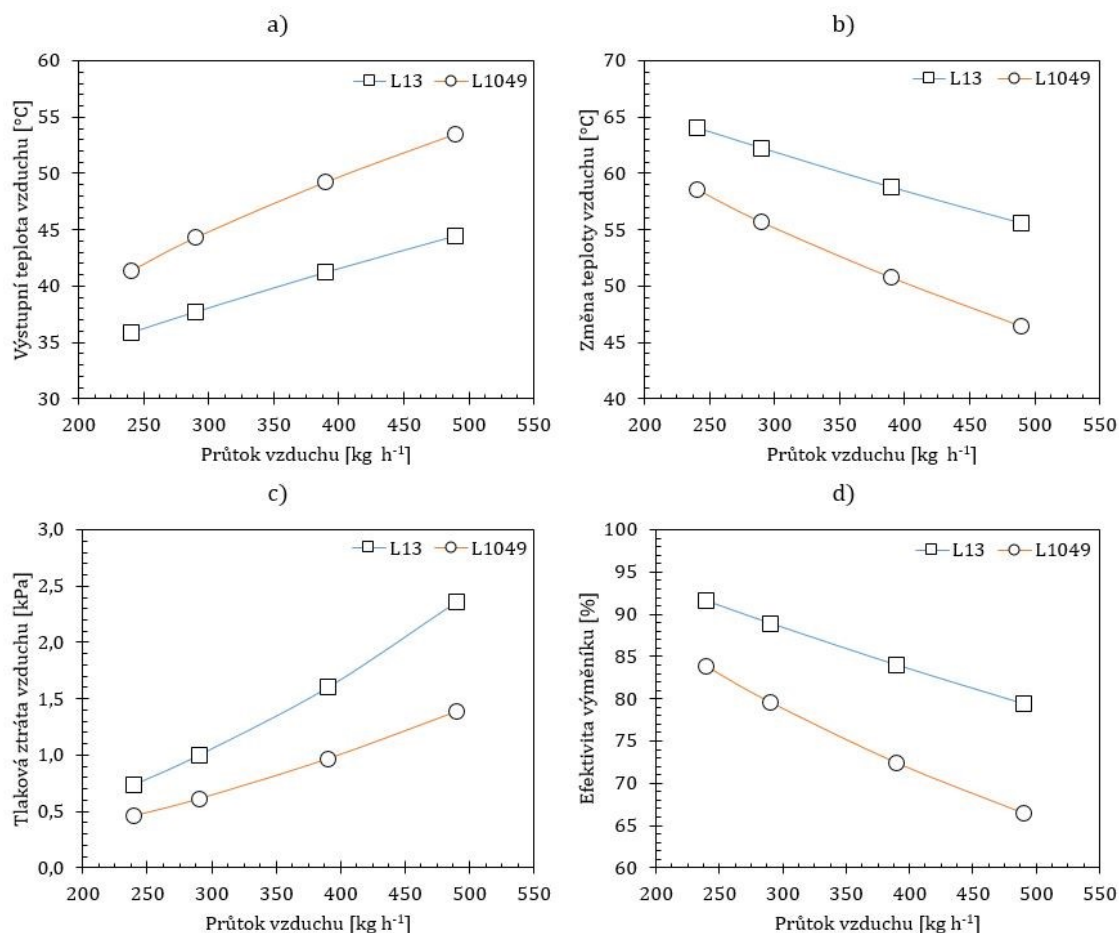 a)
60
55
50
45
40
35
30
Výstupní teplota vzduchu [°C]
L13 L1049
200 250 300 350 400 450 500 550
Průtok vzduchu [kg h-1]
b)
70
65
60
55
50
45
40
Změna teploty vzduchu [°C]
L13 L1049
200 250 300 350 400 450 500 550
Průtok vzduchu [kg h-1]
c)
3,0
2,5
2,0
1,5
1,0
0,5
0,0
Tlaková ztráta vzduchu [kPa]
L13 L1049
200 250 300 350 400 450 500 550
Průtok vzduchu [kg h-1]
d)
100
95
90
85
80
75
70
65
60
Efektivita výměníku [%]
L13 L1049
200 250 300 350 400 450 500 550
Průtok vzduchu [kg h-1]